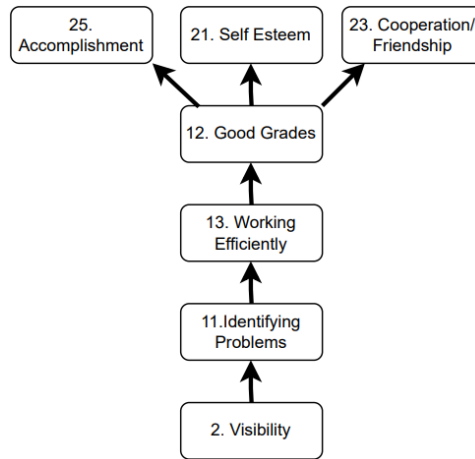 25.
Accomplishment
21. Self Esteem
23. Cooperation/
Friendship
12. Good Grades
13. Working
Efficiently
11.Identifying
Problems
2. Visibility